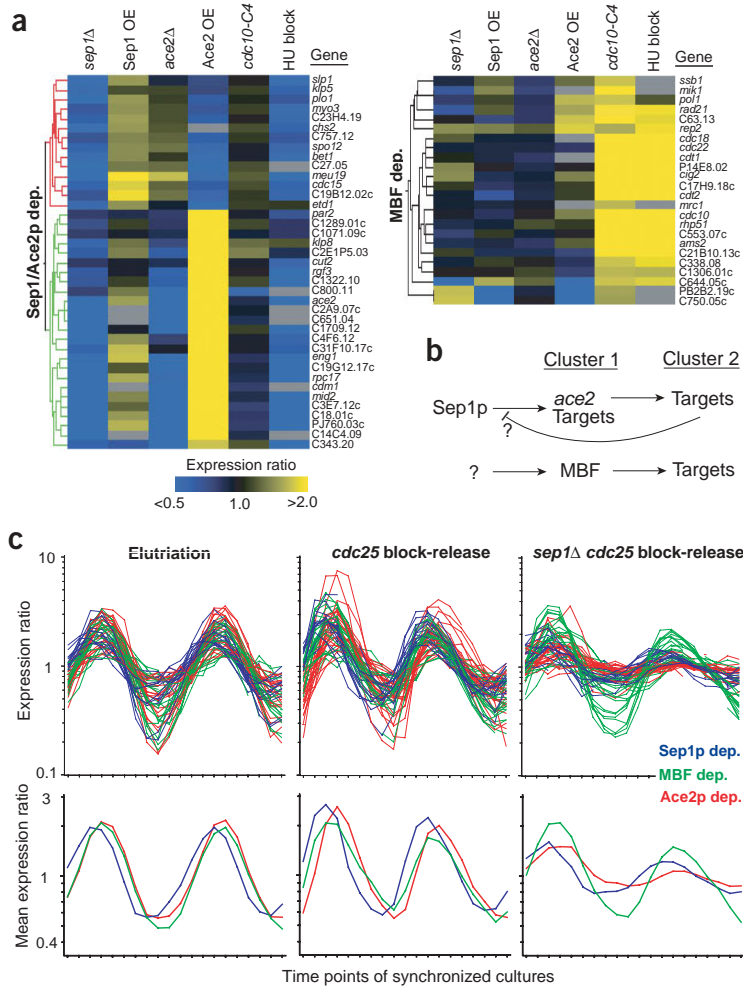 a
sep1Δ
Sep1 OE
ace2Δ
Ace2 OE
cdc10-C4
HU block
Gene
Sep1/Ace2p dep.
slp1
klp5
plo1
myo3
C23H4.19
chs2
C757.12
spo12
bet1
C27.05
meu19
cdc15
C19B12.02c
etd1
par2
C1289.01c
C1071.09c
klp8
C2E1P5.03
cut2
rgf3
C1322.10
C800.11
ace2
C2A9.07c
C651.04
C1709.12
C4F6.12
C31F10.17c
eng1
C19G12.17c
rpc17
cdm1
mid2
C3E7.12c
C18.01c
PJ760.03c
C14C4.09
C343.20
Expression ratio
<0.5
1.0
>2.0
sep1Δ
Sep1 OE
ace2Δ
Ace2 OE
cdc10-C4
HU block
Gene
MBF dep.
ssb1
mik1
pol1
rad21
C63.13
rep2
cdc18
cdc22
cdt1
P14E8.02
cig2
C17H9.18c
cdt2
mrc1
cdc10
rhp51
C553.07c
ams2
C21B10.13c
C338.08
C1306.01c
C644.05c
PB2B2.19c
C750.05c
b
Cluster 1
Cluster 2
Sep1p
ace2
Targets
Targets
?
?
MBF
Targets
c
Elutriation
cdc25 block-release
sep1Δ cdc25 block-release
Expression ratio
10
1
0.1
Sep1p dep.
MBF dep.
Ace2p dep.
Mean expression ratio
3
1
0.4
Time points of synchronized cultures